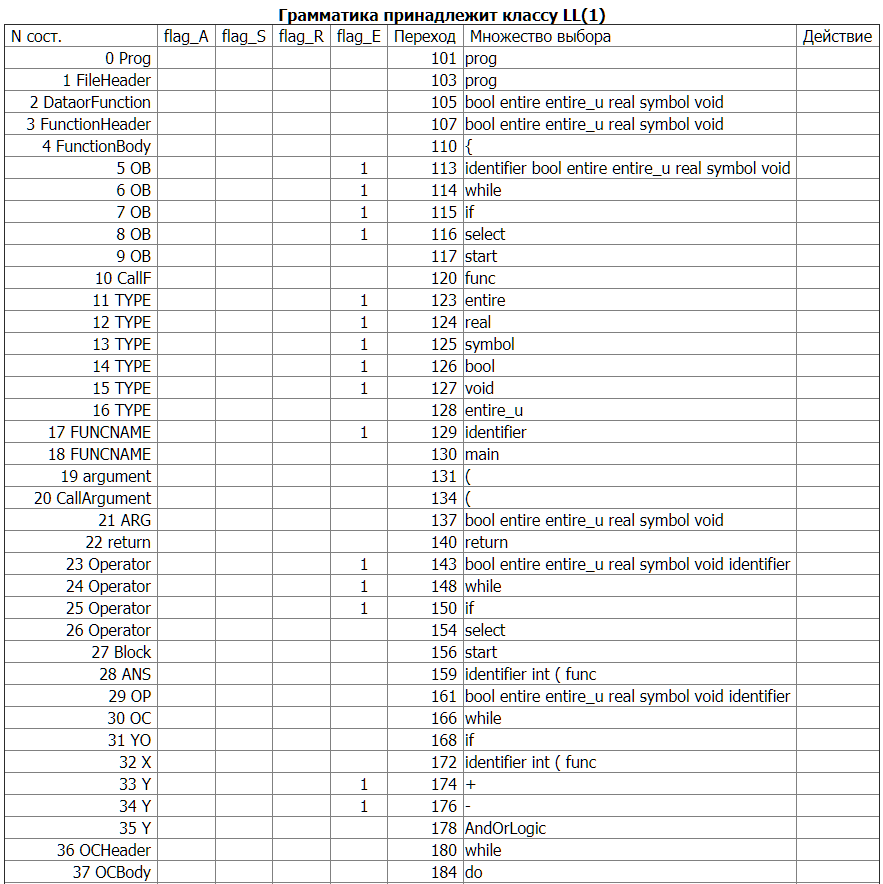 Грамматика принадлежит классу LL(1)
N сост. flag_A flag_S flag_R flag_E Переход Множество выбора Действие
0 Prog 101 prog
1 FileHeader 103 prog
2 DataorFunction 105 bool entire entire_u real symbol void
3 FunctionHeader 107 bool entire entire_u real symbol void
4 FunctionBody 110 {
5 OB 1 113 identifier bool entire entire_u real symbol void
6 OB 1 114 while
7 OB 1 115 if
8 OB 1 116 select
9 OB 117 start
10 CallF 120 func
11 TYPE 1 123 entire
12 TYPE 1 124 real
13 TYPE 1 125 symbol
14 TYPE 1 126 bool
15 TYPE 1 127 void
16 TYPE 128 entire_u
17 FUNCNAME 1 129 identifier
18 FUNCNAME 130 main
19 argument 131 (
20 CallArgument 134 (
21 ARG 137 bool entire entire_u real symbol void
22 return 140 return
23 Operator 1 143 bool entire entire_u real symbol void identifier
24 Operator 1 148 while
25 Operator 1 150 if
26 Operator 154 select
27 Block 156 start
28 ANS 159 identifier int ( func
29 OP 161 bool entire entire_u real symbol void identifier
30 OC 166 while
31 YO 168 if
32 X 172 identifier int ( func
33 Y 1 174 +
34 Y 1 176 -
35 Y 178 AndOrLogic
36 OCHeader 180 while
37 OCBody 184 do